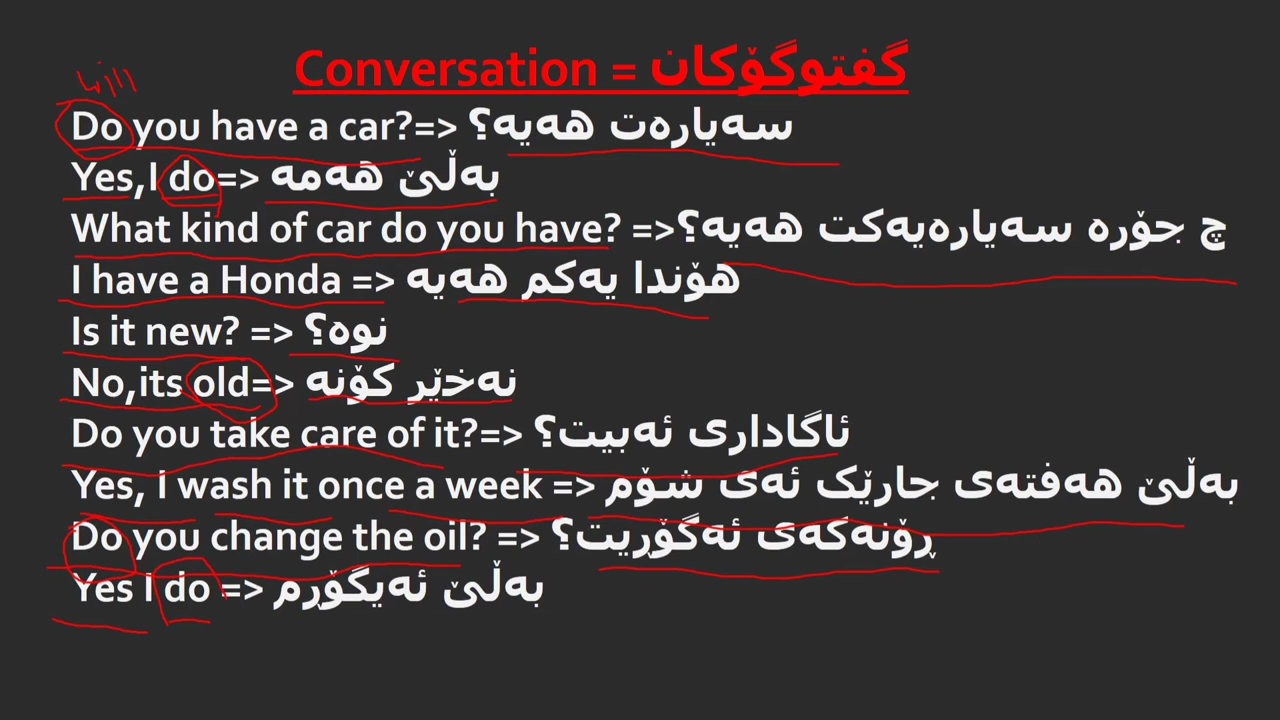 Conversation = گفتوگۆکان
will
Do you have a car?=> سەیارەت هەیە؟
Yes,I do=> بەڵێ هەمە
What kind of car do you have? =>چ جۆرە سەیارەیەکت هەیە؟
I have a Honda => هۆندا یەکم هەیە
Is it new? => نوە؟
No,its old=> نەخێر کۆنە
Do you take care of it?=> ئاگاداری ئەبیت؟
Yes, I wash it once a week => بەڵێ هەفتەی جارێک ئەی شۆم
Do you change the oil? => ڕۆنەکەی ئەگۆڕیت؟
Yes I do => بەڵێ ئەیگۆڕم